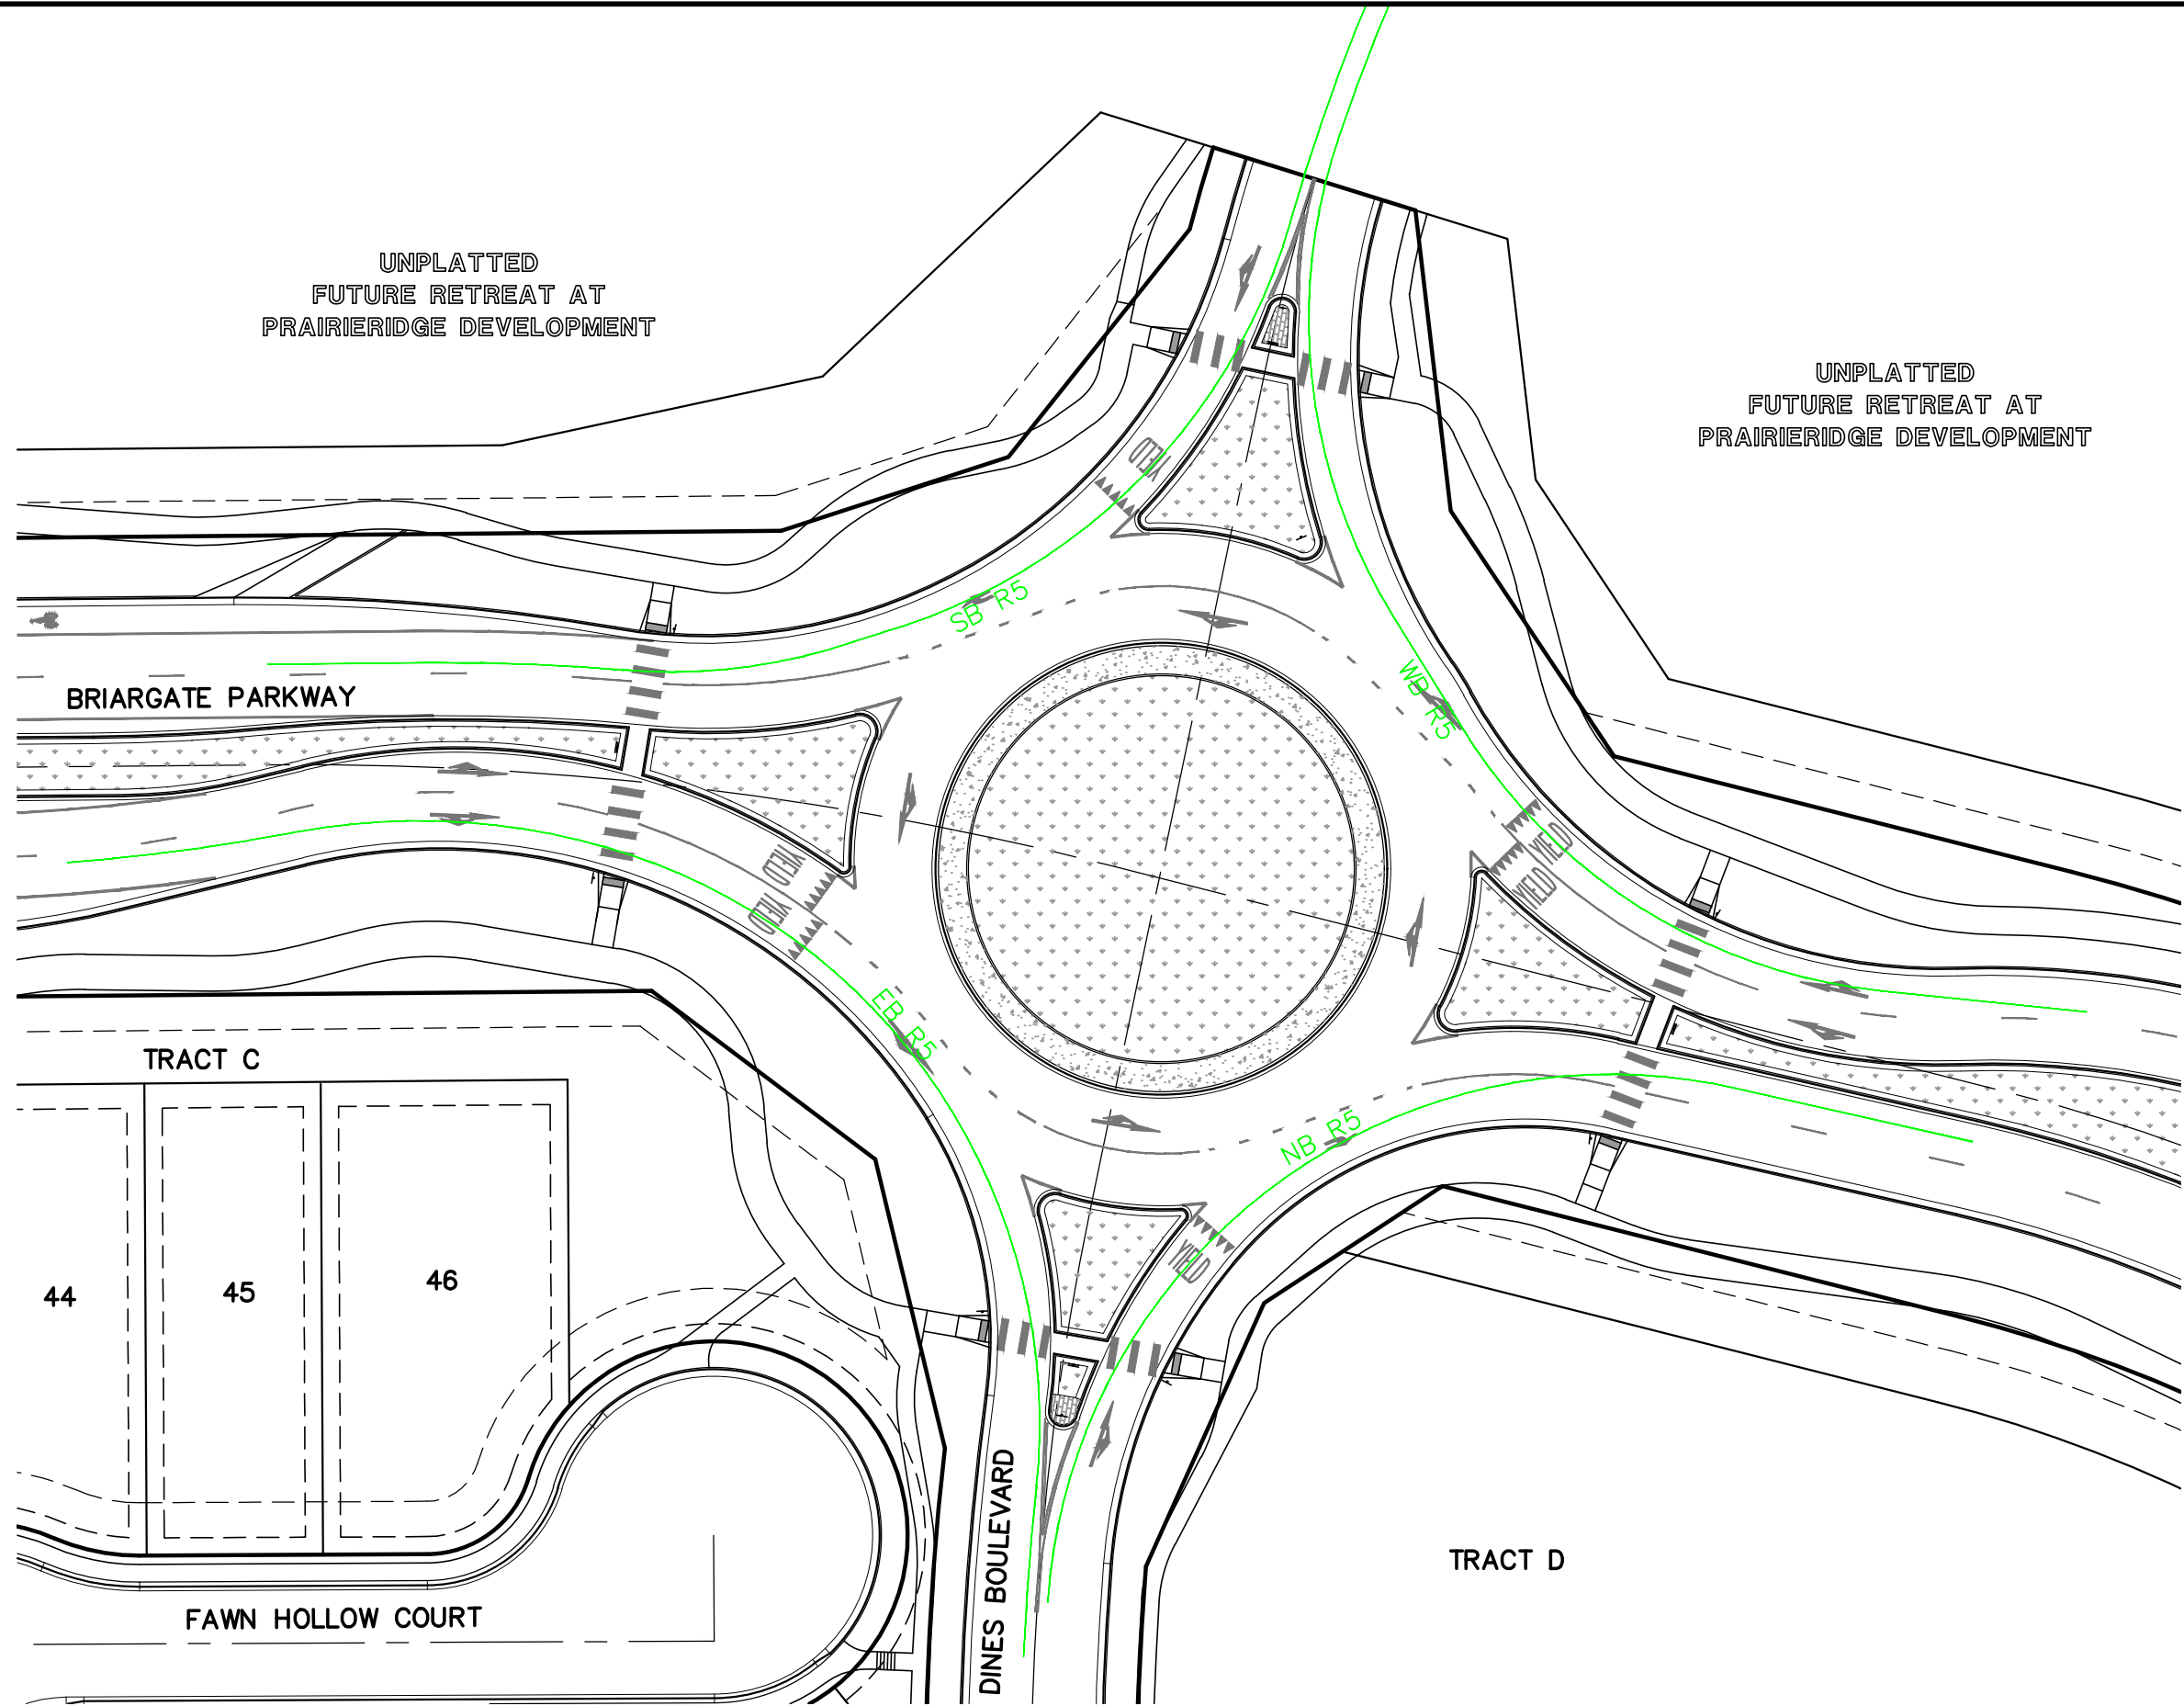 UNPLATTED
FUTURE RETREAT AT
PRAIRIERIDGE DEVELOPMENT
UNPLATTED
FUTURE RETREAT AT
PRAIRIERIDGE DEVELOPMENT
YIELD
SB R5
WB R5
BRIARGATE PARKWAY
YIELD
YIELD
YIELD
YIELD
EB R5
TRACT C
NB R5
YIELD
44
45
46
DINES BOULEVARD
TRACT D
FAWN HOLLOW COURT